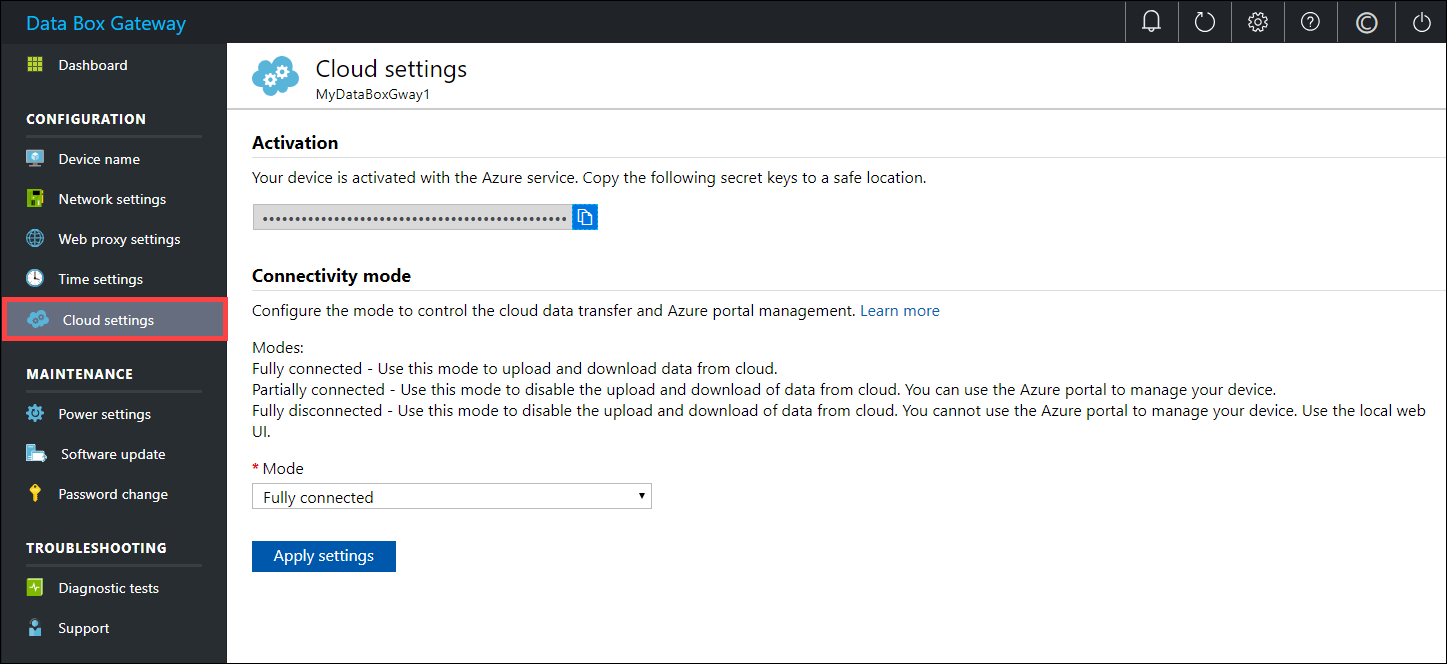 Data Box Gateway
Dashboard
CONFIGURATION
Device name
Network settings
Web proxy settings
Time settings
Cloud settings
MAINTENANCE
Power settings
Software update
Password change
TROUBLESHOOTING
Diagnostic tests
Support
Cloud settings
MyDataBoxGway1
Activation
Your device is activated with the Azure service. Copy the following secret keys to a safe location.
••••••••••••••••••••••••••••••••••••••••••••••
Connectivity mode
Configure the mode to control the cloud data transfer and Azure portal management. Learn more
Modes:
Fully connected - Use this mode to upload and download data from cloud.
Partially connected - Use this mode to disable the upload and download of data from cloud. You can use the Azure portal to manage your device.
Fully disconnected - Use this mode to disable the upload and download of data from cloud. You cannot use the Azure portal to manage your device. Use the local web
UI.
* Mode
Fully connected
Apply settings